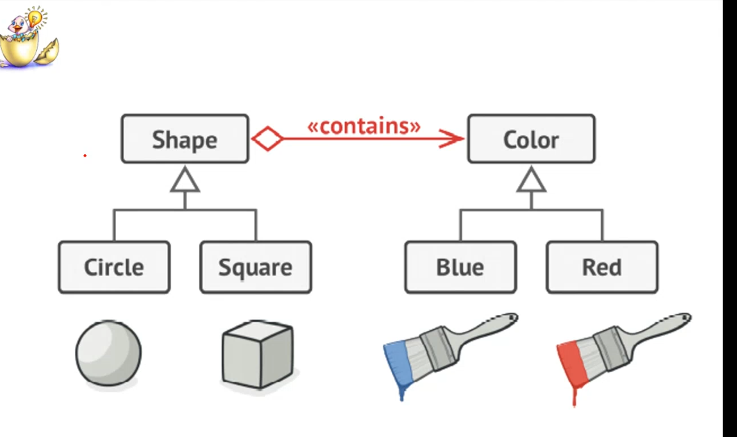 «contains»
Shape
Color
Circle
Square
Blue
Red